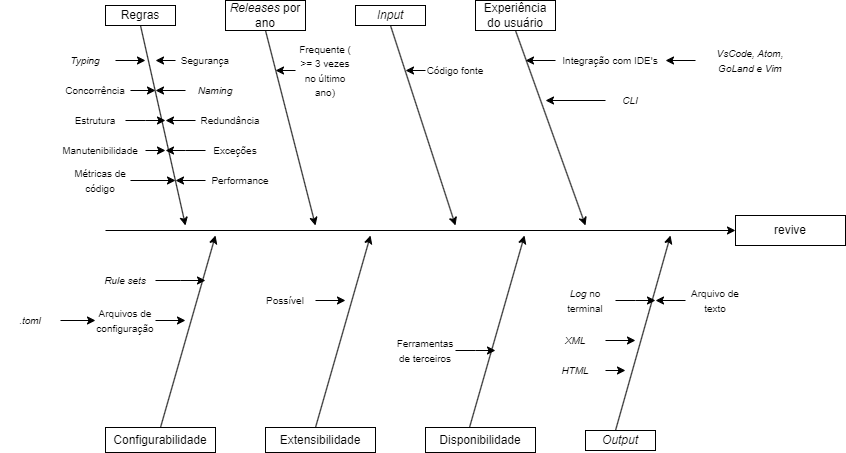 Regras
Releases por
ano
Input
Experiência
do usuário
Typing
Segurança
Concorrência
Naming
Estrutura
Redundância
Manutenibilidade
Exceções
Métricas de
código
Performance
Frequente (
>= 3 vezes
no último
ano)
Código fonte
Integração com IDE's
VsCode, Atom,
GoLand e Vim
CLI
revive
Rule sets
.toml
Arquivos de
configuração
Possível
Ferramentas
de terceiros
Log no
terminal
Arquivo de
texto
XML
HTML
Configurabilidade
Extensibilidade
Disponibilidade
Output